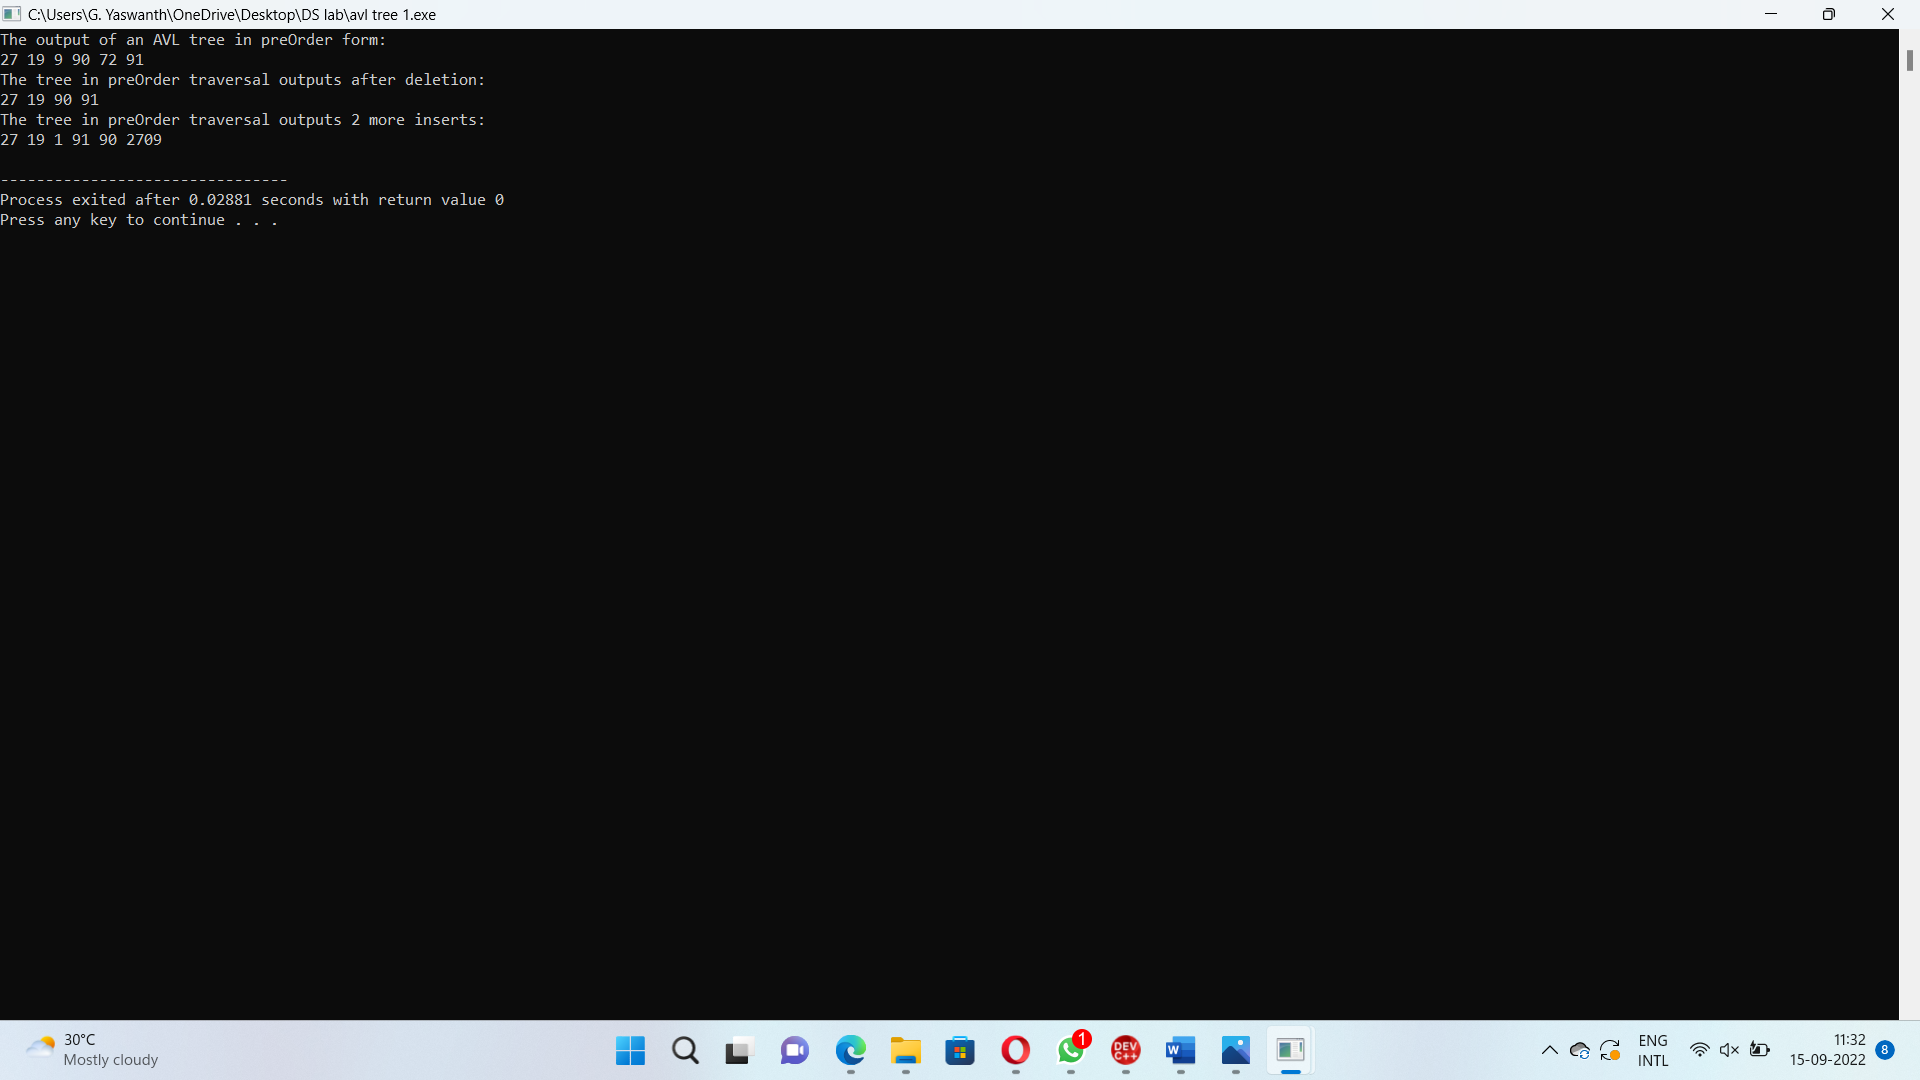 C:\Users\G. Yaswanth\OneDrive\Desktop\DS lab\avl tree 1.exe
The output of an AVL tree in preOrder form:
27 19 9 90 72 91
The tree in preOrder traversal outputs after deletion:
27 19 90 91
The tree in preOrder traversal outputs 2 more inserts:
27 19 1 91 90 2709
--------------------------------
Process exited after 0.02881 seconds with return value 0
Press any key to continue . . .
30°C
Mostly cloudy
1
DEV
C++
W
ENG
INTL
11:32
15-09-2022
8